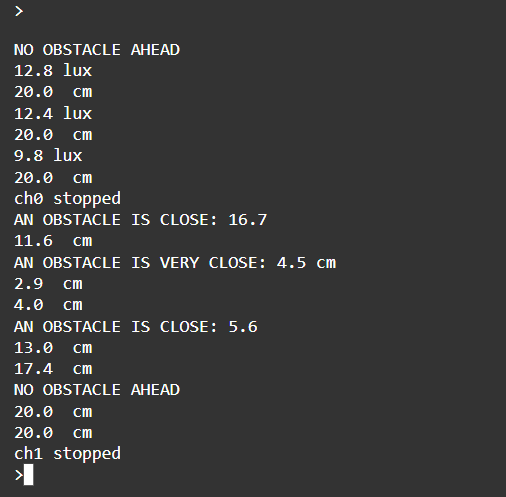 >
NO OBSTACLE AHEAD
12.8 lux
20.0  cm
12.4 lux
20.0  cm
9.8 lux
20.0  cm
ch0 stopped
AN OBSTACLE IS CLOSE: 16.7
11.6  cm
AN OBSTACLE IS VERY CLOSE: 4.5 cm
2.9  cm
4.0  cm
AN OBSTACLE IS CLOSE: 5.6
13.0  cm
17.4  cm
NO OBSTACLE AHEAD
20.0  cm
20.0  cm
ch1 stopped
>